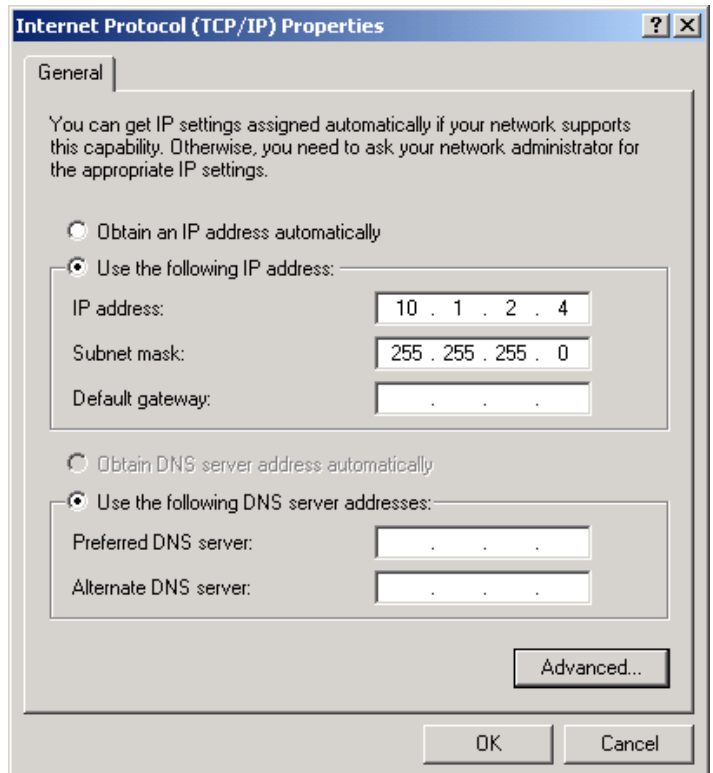 Internet Protocol (TCP/IP) Properties
General
You can get IP settings assigned automatically if your network supports
this capability. Otherwise, you need to ask your network administrator for
the appropriate IP settings.
Obtain an IP address automatically
Use the following IP address:
IP address: 10 . 1 . 2 . 4
Subnet mask: 255 . 255 . 255 . 0
Default gateway: . . .
Obtain DNS server address automatically
Use the following DNS server addresses:
Preferred DNS server: . . .
Alternate DNS server: . . .
Advanced...
OK Cancel